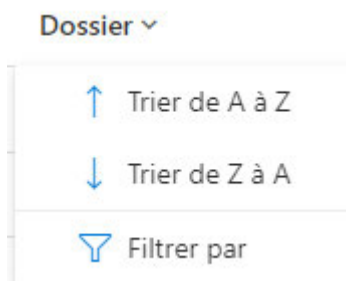 Dossier
Trier de A à Z
Trier de Z à A
Filtrer par